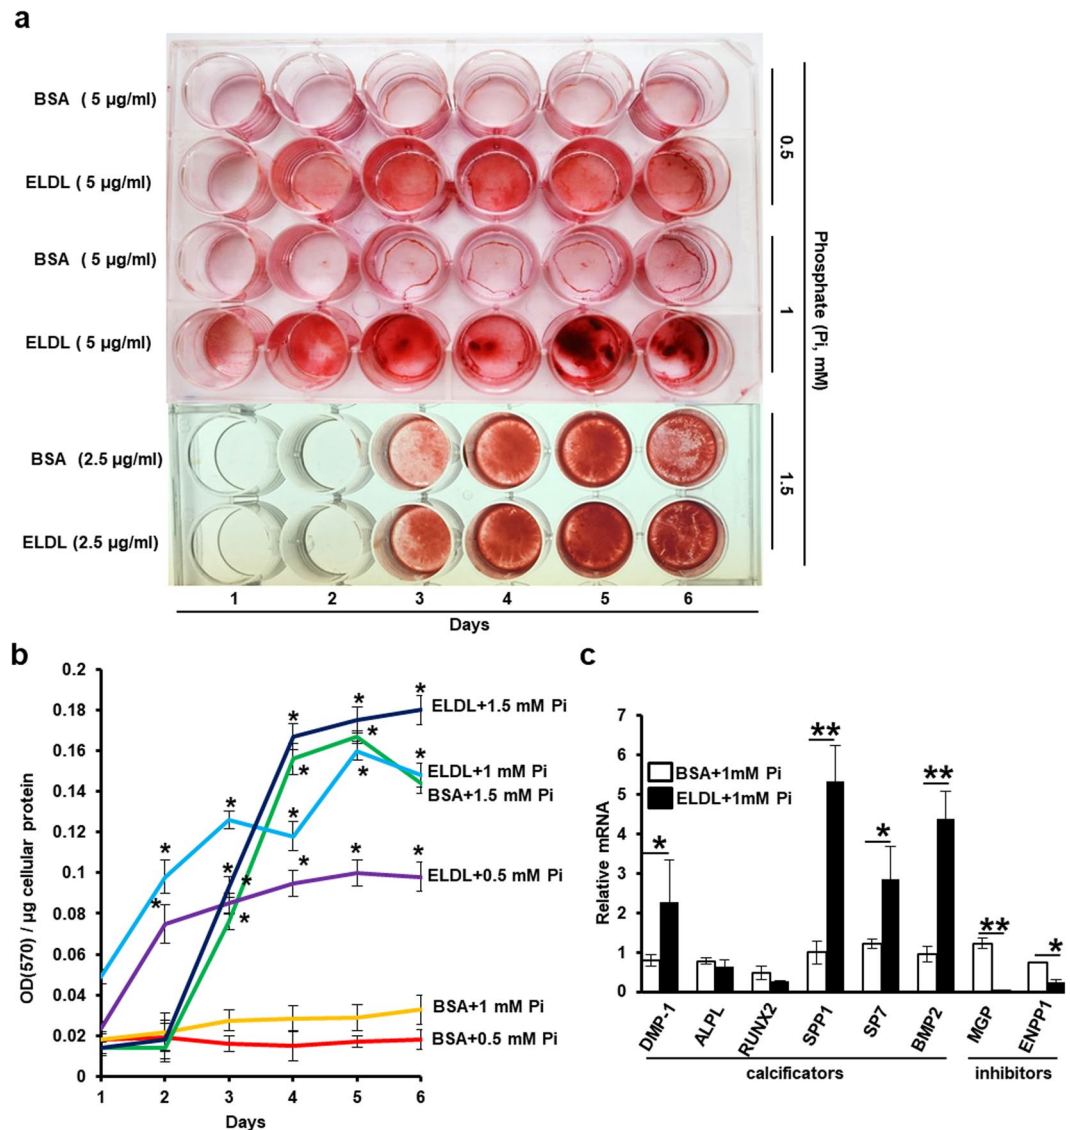 a
BSA ( 5 µg/ml)
ELDL ( 5 µg/ml)
BSA ( 5 µg/ml)
ELDL ( 5 µg/ml)
BSA (2.5 µg/ml)
ELDL (2.5 µg/ml)
0.5
1
1.5
Phosphate (Pi, mM)
1 2 3 4 5 6
Days
b
OD(570) / µg cellular protein
0.2
0.18
0.16
0.14
0.12
0.1
0.08
0.06
0.04
0.02
0
* * * * * * * * * * * * * * * * * *
ELDL+1.5 mM Pi
ELDL+1 mM Pi
BSA+1.5 mM Pi
ELDL+0.5 mM Pi
BSA+1 mM Pi
BSA+0.5 mM Pi
1 2 3 4 5 6
Days
c
Relative mRNA
7
6
5
4
3
2
1
0
BSA+1mM Pi
ELDL+1mM Pi
* ** * ** ** *
DMP-1 ALPL RUNX2 SPP1 SP7 BMP2 MGP ENPP1
calcificators inhibitors